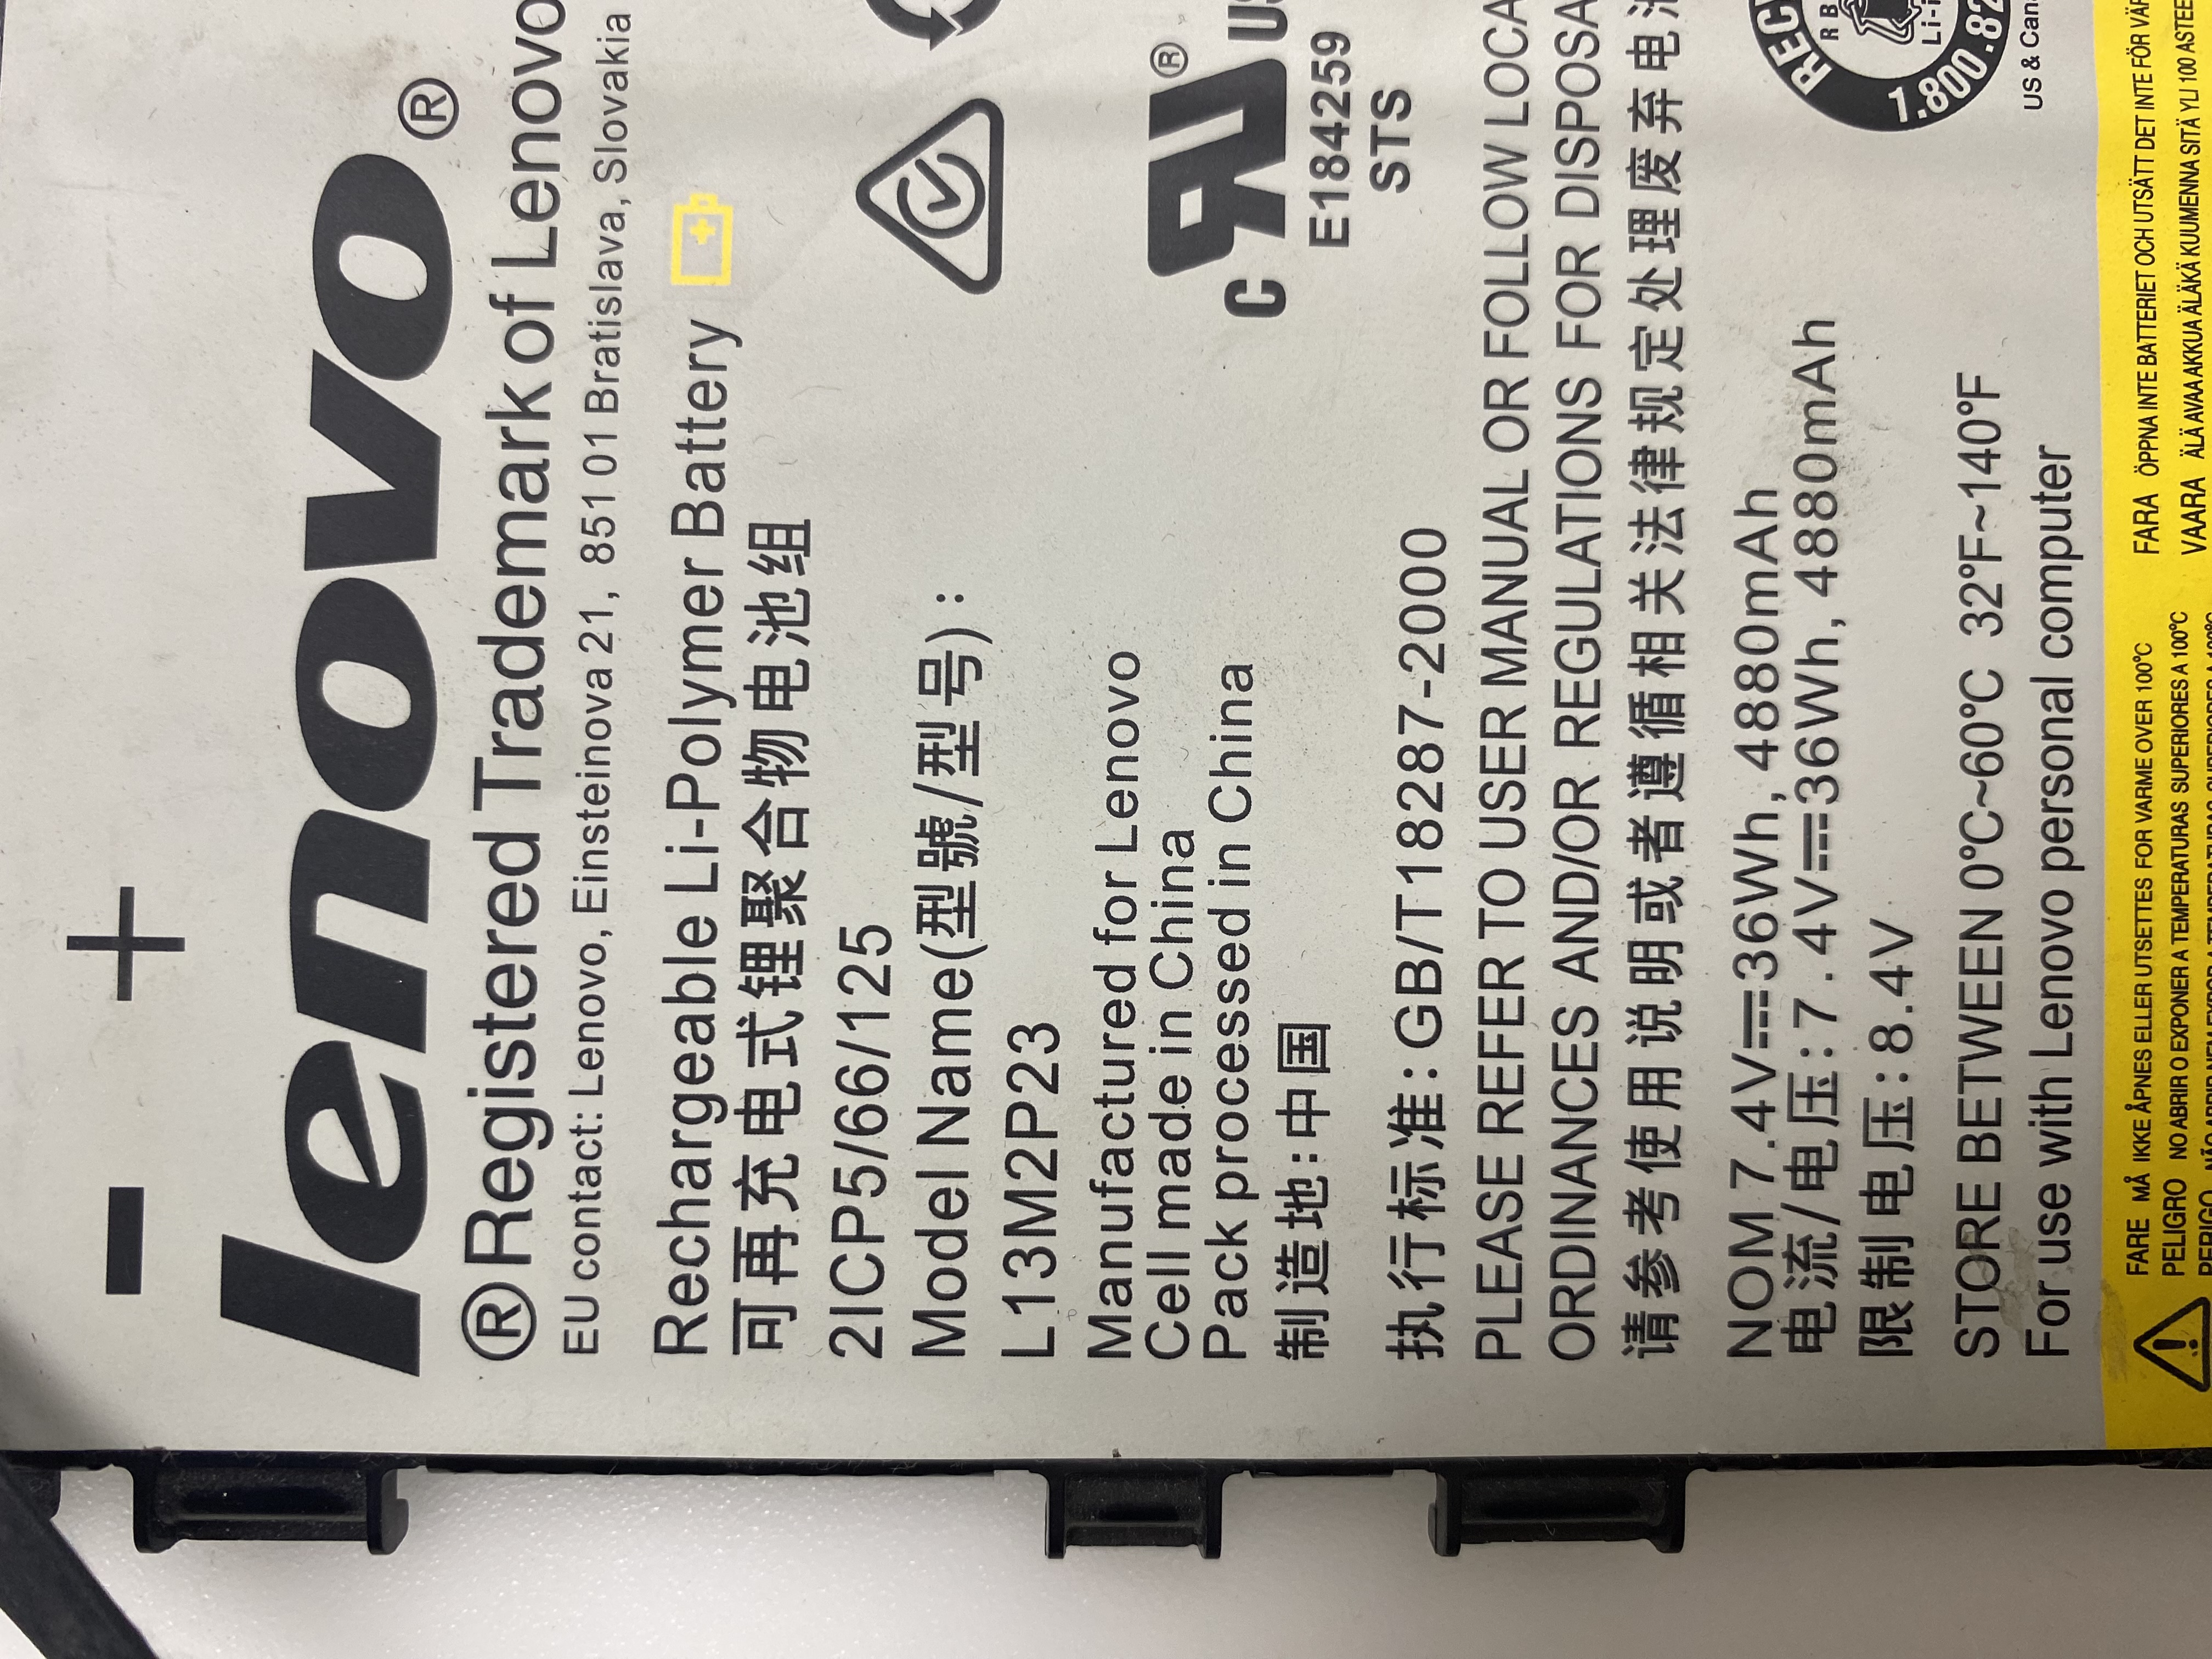 - +
lenovo®
®Registered Trademark of Lenovo
EU contact: Lenovo, Einsteinova 21, 851 01 Bratislava, Slovakia
Rechargeable Li-Polymer Battery
可再充电式锂聚合物电池组
2ICP5/66/125
Model Name(型號/型号):
L13M2P23
Manufactured for Lenovo
Cell made in China
Pack processed in China
制造地:中国
c RU® US
E184259
STS
执行标准:GB/T18287-2000
PLEASE REFER TO USER MANUAL OR FOLLOW LOCA
ORDINANCES AND/OR REGULATIONS FOR DISPOSA
请参考使用说明或者遵循相关法律规定处理废弃电池
NOM 7.4V⎓36Wh, 4880mAh
电流/电压:7.4V⎓36Wh, 4880mAh
限制电压:8.4V
STORE BETWEEN 0°C~60°C 32°F~140°F
For use with Lenovo personal computer
RECY
RB
Li-i
1.800.82
US & Can
FARE MÅ IKKE ÅPNES ELLER UTSETTES FOR VARME OVER 100°C
PELIGRO NO ABRIR O EXPONER A TEMPERATURAS SUPERIORES A 100°C
FARA ÖPPNA INTE BATTERIET OCH UTSÄTT DET INTE FÖR VÄR
VAARA ÄLÄ AVAA AKKUA ÄLÄKÄ KUUMENNA SITÄ YLI 100 ASTEE